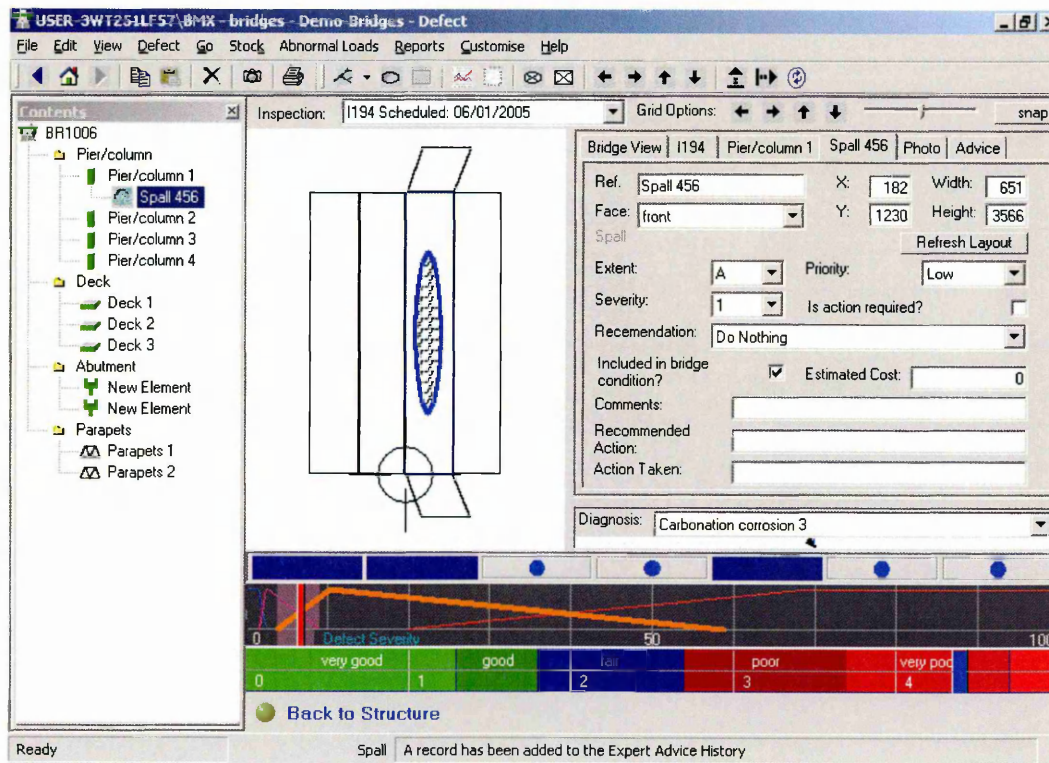 USER-3WT251LF57\BMX - bridges - Demo Bridges - Defect
File Edit View Defect Go Stock Abnormal Loads Reports Customise Help
Contents
Inspection: I194 Scheduled: 06/01/2005 Grid Options: snap
BR1006
Pier/column
Pier/column 1
Spall 456
Pier/column 2
Pier/column 3
Pier/column 4
Deck
Deck 1
Deck 2
Deck 3
Abutment
New Element
New Element
Parapets
Parapets 1
Parapets 2
Bridge View I194 Pier/column 1 Spall 456 Photo Advice
Ref. Spall 456 X: 182 Width: 651
Face: front Y: 1230 Height: 3566
Spall Refresh Layout
Extent: A Priority: Low
Severity: 1 Is action required?
Recemendation: Do Nothing
Included in bridge
condition? Estimated Cost: 0
Comments:
Recommended
Action:
Action Taken:
Diagnosis: Carbonation corrosion 3
0 Defect Severity 50 100
very good good fair poor very poo
0 1 2 3 4
Back to Structure
Ready Spall A record has been added to the Expert Advice History